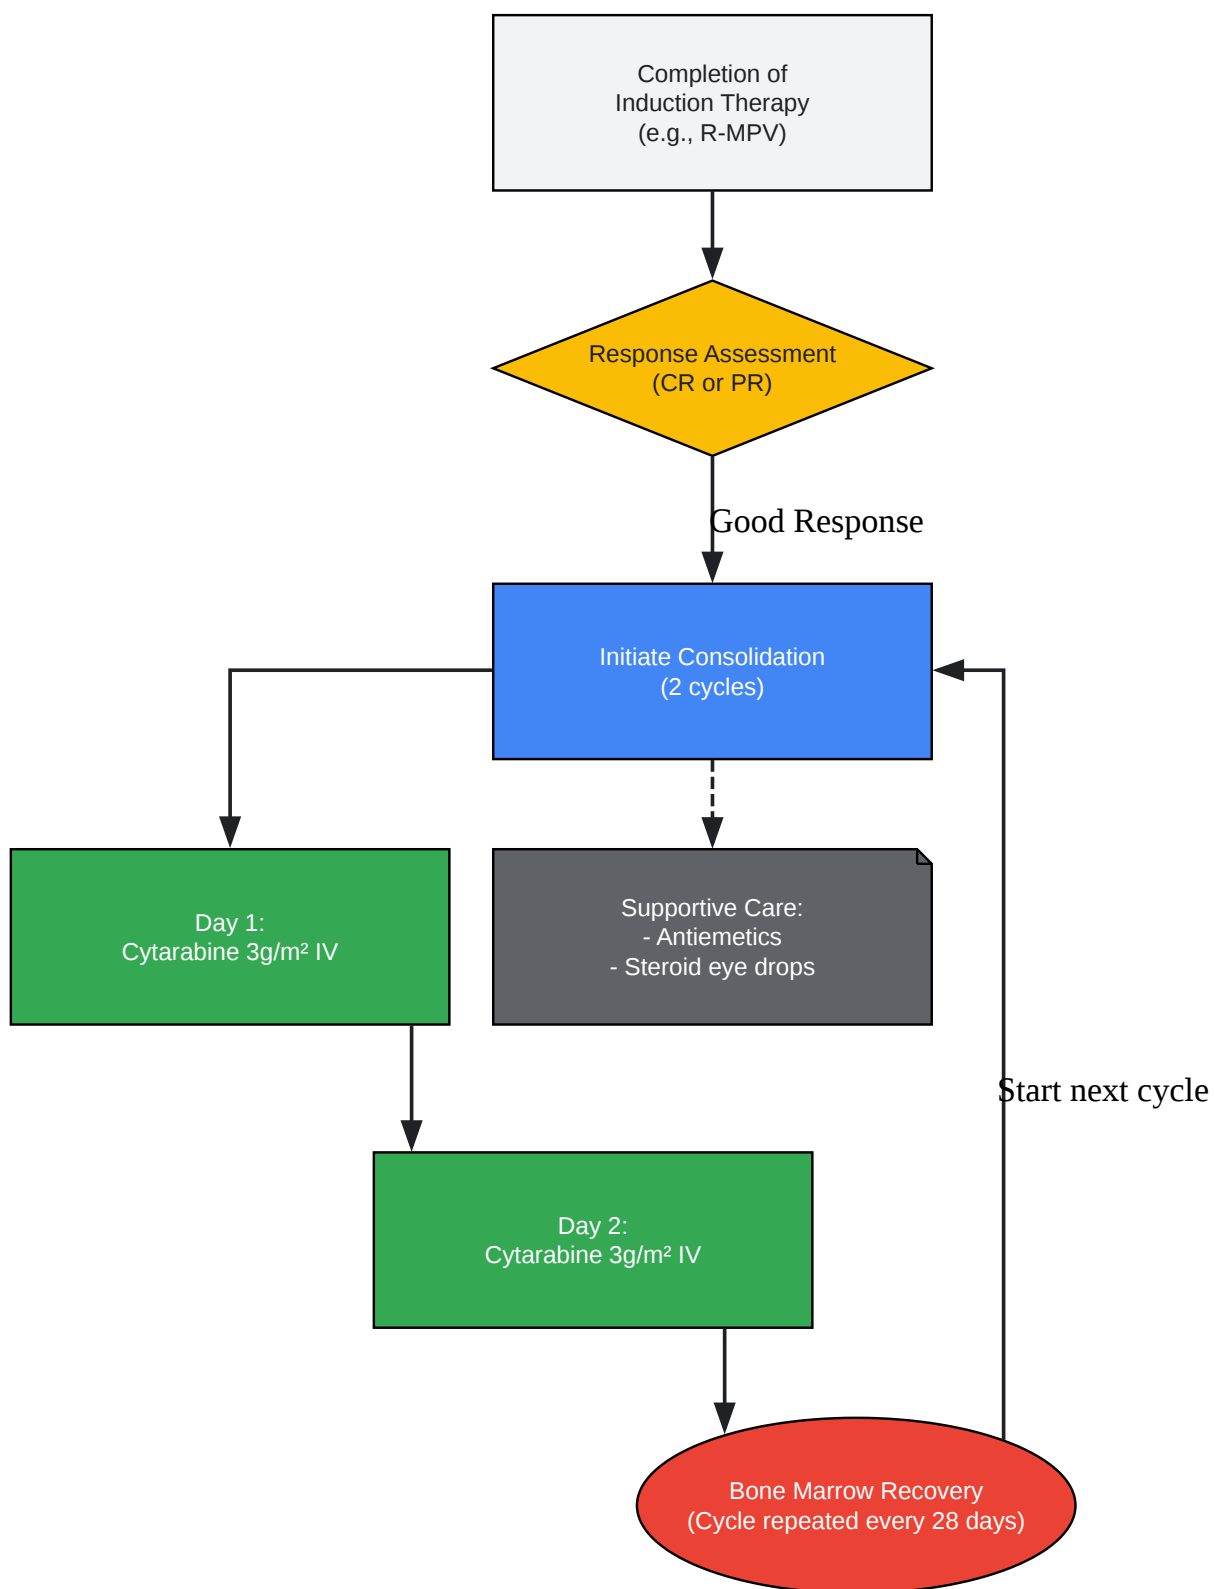 Completion of
Induction Therapy
(e.g., R-MPV)
Response Assessment
(CR or PR)
Good Response
Initiate Consolidation
(2 cycles)
Day 1:
Cytarabine 3g/m² IV
Supportive Care:
- Antiemetics
- Steroid eye drops
Start next cycle
Day 2:
Cytarabine 3g/m² IV
Bone Marrow Recovery
(Cycle repeated every 28 days)